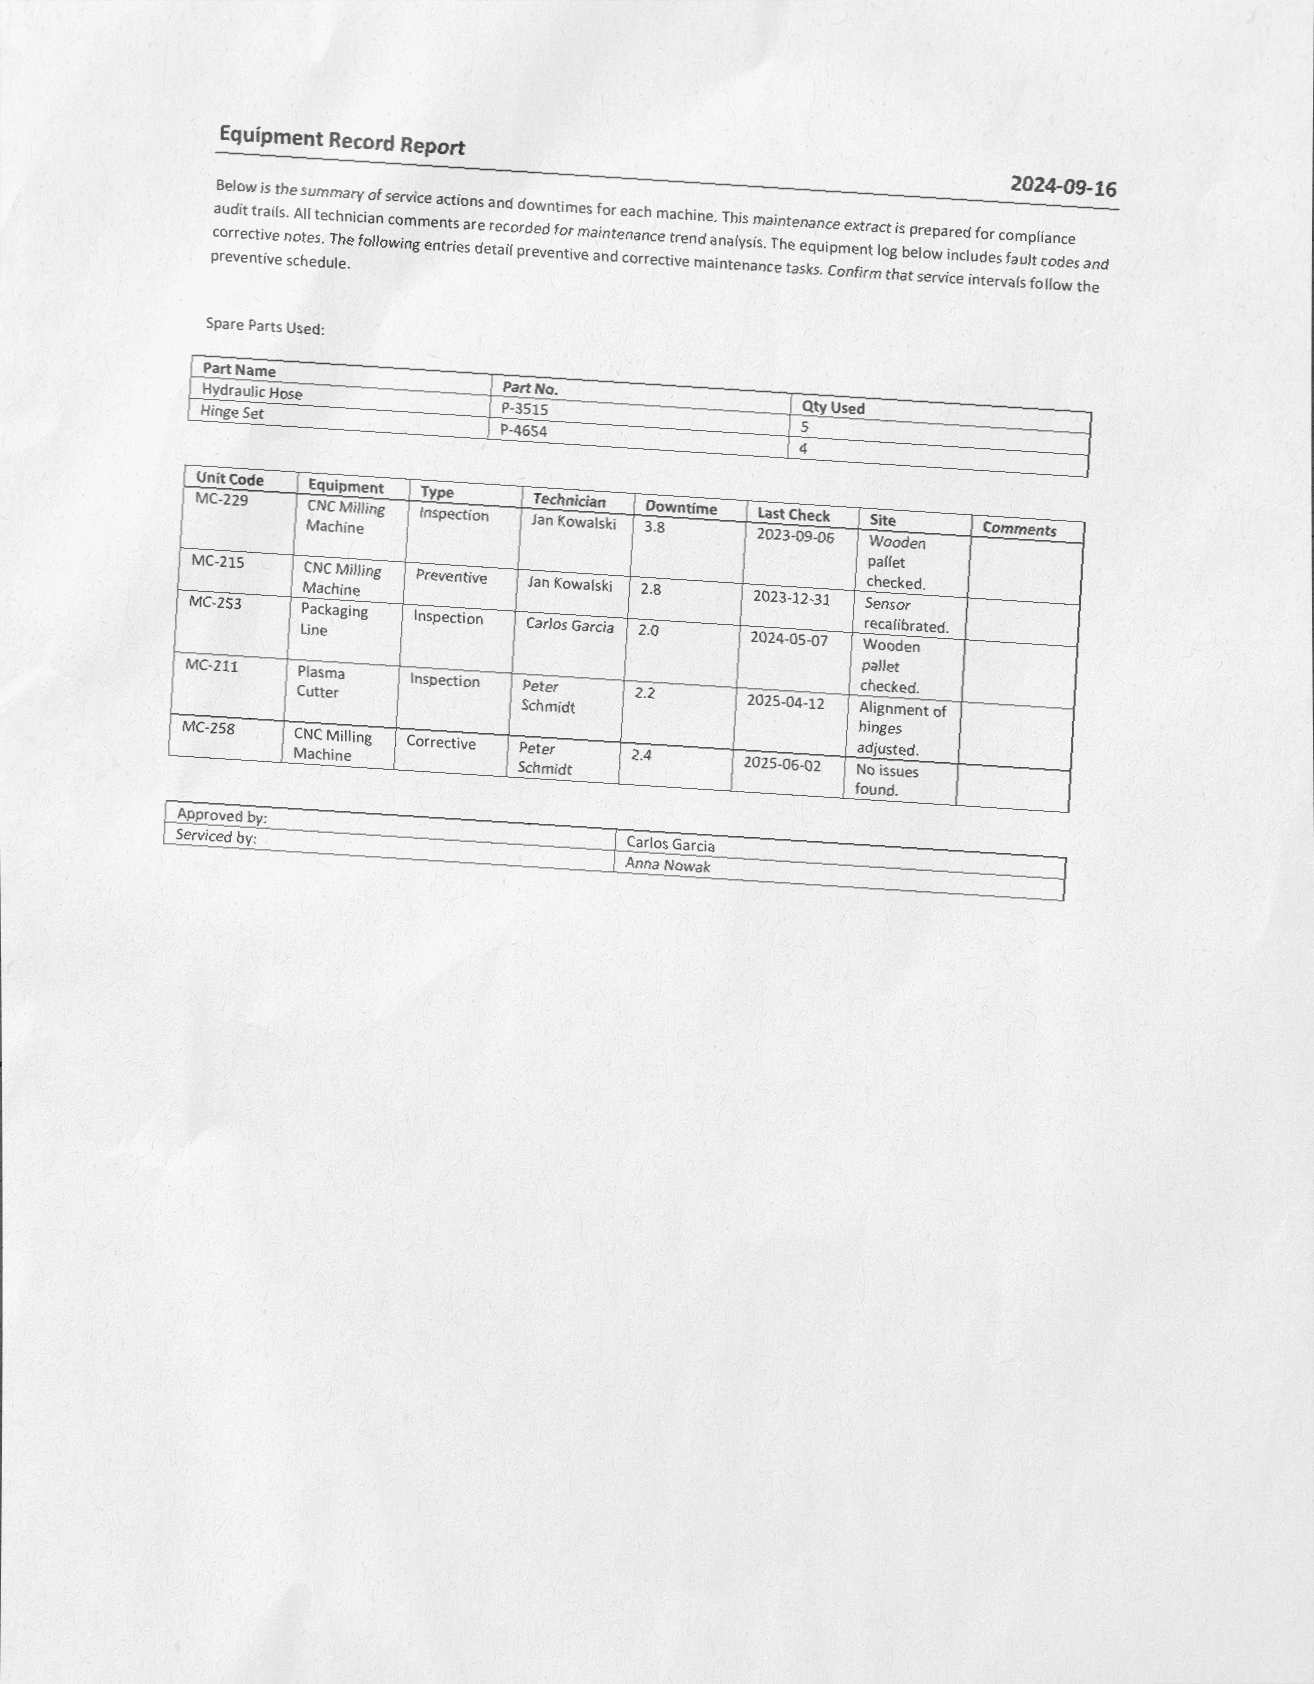 Equipment Record Report
2024-09-16
Below is the summary of service actions and downtimes for each machine. This maintenance extract is prepared for compliance
audit trails. All technician comments are recorded for maintenance trend analysis. The equipment log below includes fault codes and
corrective notes. The following entries detail preventive and corrective maintenance tasks. Confirm that service intervals follow the
preventive schedule.
Spare Parts Used:
Part Name Part No. Qty Used
Hydraulic Hose P-3515 5
Hinge Set P-4654 4
Unit Code Equipment Type Technician Downtime Last Check Site Comments
MC-229 CNC Milling Inspection Jan Kowalski 3.8 2023-09-06 Wooden
Machine pallet
checked.
MC-215 CNC Milling Preventive Jan Kowalski 2.8 2023-12-31 Sensor
Machine recalibrated.
MC-253 Packaging Inspection Carlos Garcia 2.0 2024-05-07 Wooden
Line pallet
checked.
MC-211 Plasma Inspection Peter 2.2 2025-04-12 Alignment of
Cutter Schmidt hinges
adjusted.
MC-258 CNC Milling Corrective Peter 2.4 2025-06-02 No issues
Machine Schmidt found.
Approved by: Carlos Garcia
Serviced by: Anna Nowak